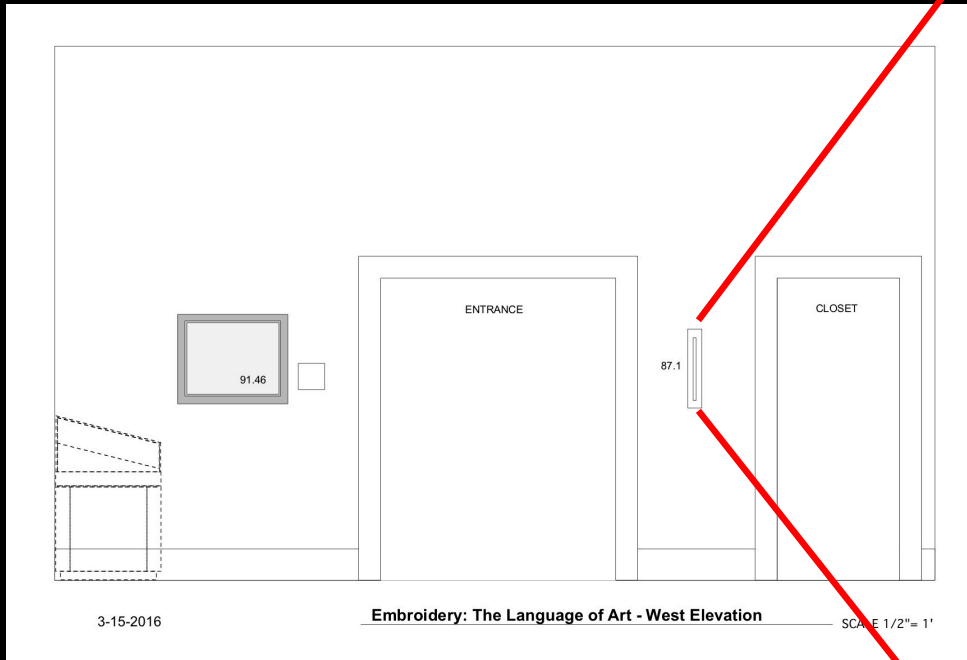 ENTRANCE
CLOSET
87.1
91.46
3-15-2016
Embroidery: The Language of Art - West Elevation
SCALE 1/2"= 1'